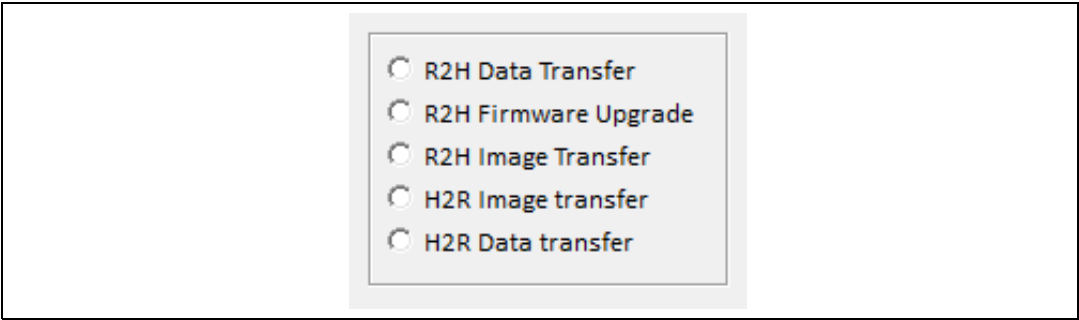 R2H Data Transfer
R2H Firmware Upgrade
R2H Image Transfer
H2R Image transfer
H2R Data transfer